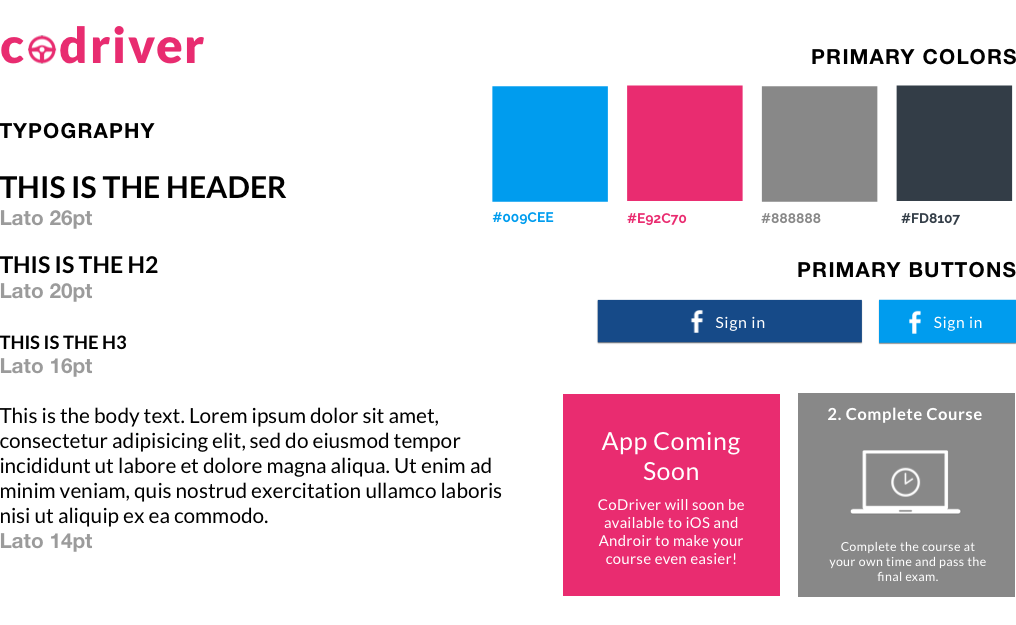 codriver
TYPOGRAPHY
THIS IS THE HEADER
Lato 26pt
THIS IS THE H2
Lato 20pt
THIS IS THE H3
Lato 16pt
This is the body text. Lorem ipsum dolor sit amet,
consectetur adipisicing elit, sed do eiusmod tempor
incididunt ut labore et dolore magna aliqua. Ut enim ad
minim veniam, quis nostrud exercitation ullamco laboris
nisi ut aliquip ex ea commodo.
Lato 14pt
PRIMARY COLORS
#009CEE
#E92C70
#888888
#FD8107
PRIMARY BUTTONS
f Sign in
f Sign in
App Coming
Soon
CoDriver will soon be
available to iOS and
Androir to make your
course even easier!
2. Complete Course
Complete the course at
your own time and pass the
final exam.